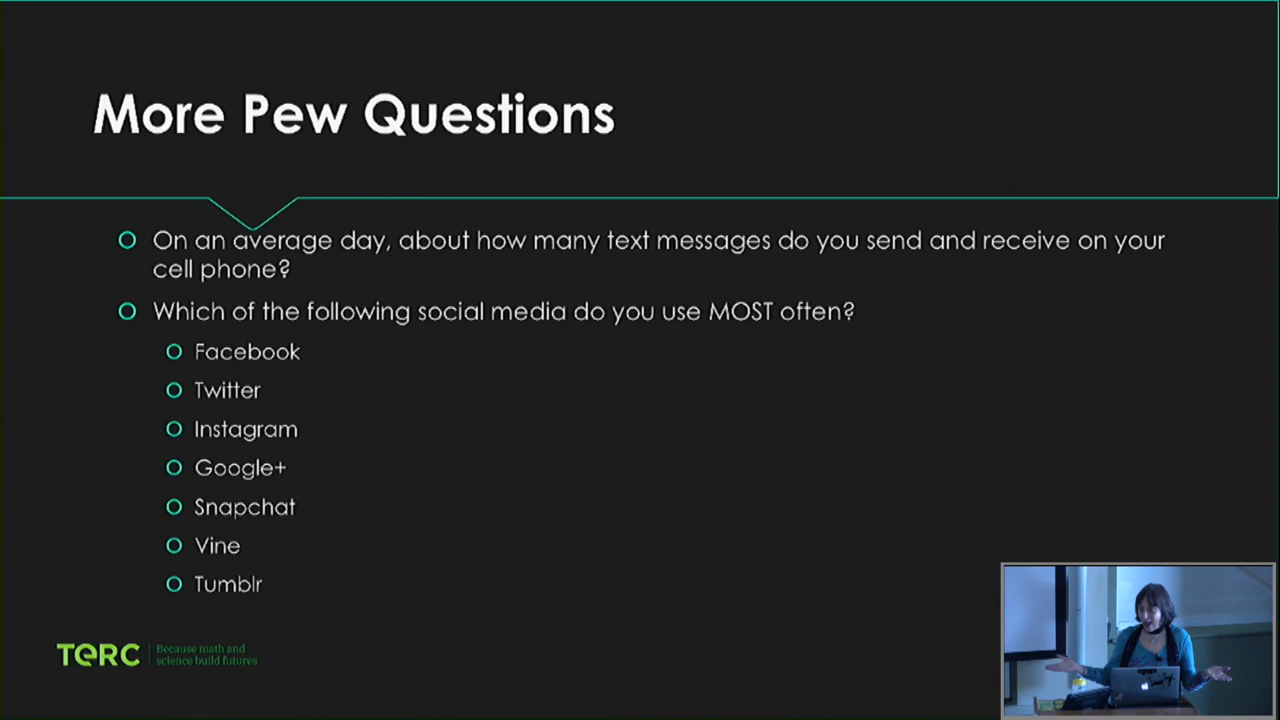 More Pew Questions
On an average day, about how many text messages do you send and receive on your
cell phone?
Which of the following social media do you use MOST often?
Facebook
Twitter
Instagram
Google+
Snapchat
Vine
Tumblr
TERC
Because math and
science build futures